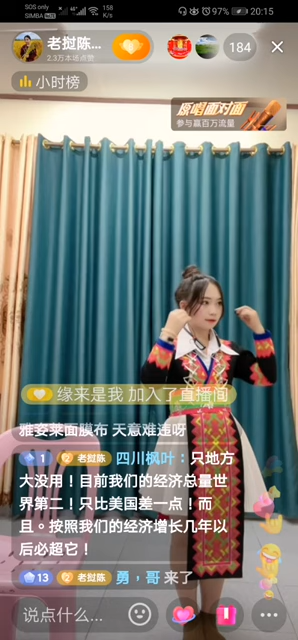 SOS only
SIMBA VoLTE
4G
158
K/s
97%
20:15
老挝陈...
2.3万本场点赞
184
小时榜
原唱面对面
参与赢百万流量
缘来是我 加入了直播间
雅姿莱面膜布 天意难违呀
1 老挝陈 四川枫叶：只地方
大没用！目前我们的经济总量世
界第二！只比美国差一点！而
且。按照我们的经济增长几年以
后必超它！
13 老挝陈 勇，哥 来了
说点什么...